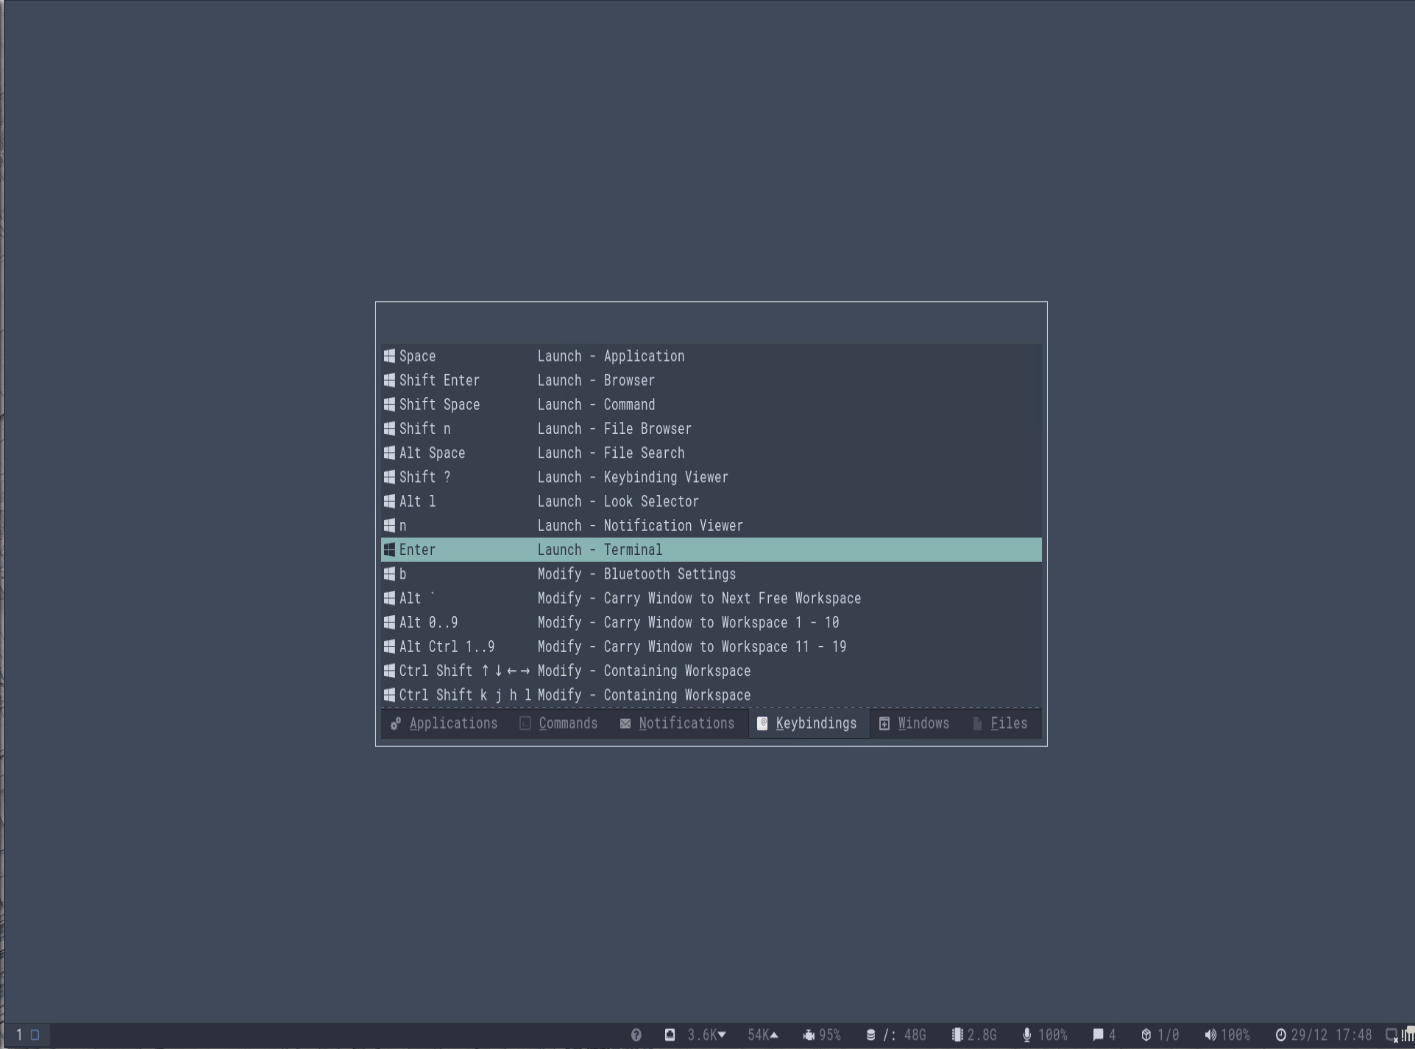 Space Launch - Application
Shift Enter Launch - Browser
Shift Space Launch - Command
Shift n Launch - File Browser
Alt Space Launch - File Search
Shift ? Launch - Keybinding Viewer
Alt l Launch - Look Selector
n Launch - Notification Viewer
Enter Launch - Terminal
b Modify - Bluetooth Settings
Alt ` Modify - Carry Window to Next Free Workspace
Alt 0..9 Modify - Carry Window to Workspace 1 - 10
Alt Ctrl 1..9 Modify - Carry Window to Workspace 11 - 19
Ctrl Shift ↑↓←→ Modify - Containing Workspace
Ctrl Shift k j h l Modify - Containing Workspace
Applications Commands Notifications Keybindings Windows Files
1 3.6K▼ 54K▲ 95% /: 48G 2.8G 100% 4 1/0 100% 29/12 17:48